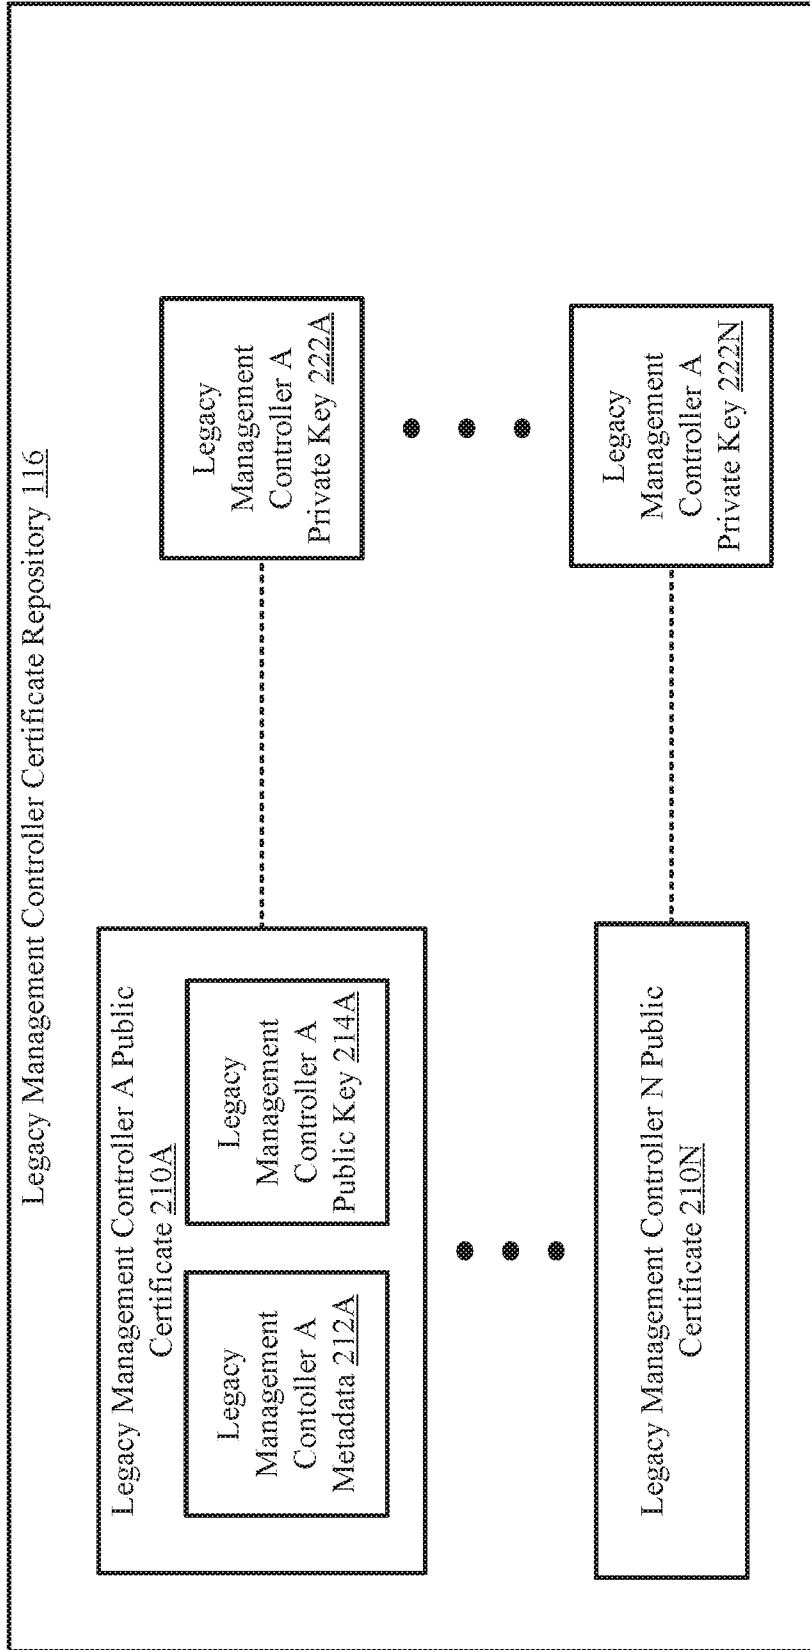 Legacy Management Controller Certificate Repository 116
Legacy Management Controller A Public
Certificate 210A
Legacy
Management
Contoller A
Metadata 212A
Legacy
Management
Controller A
Public Key 214A
Legacy
Management
Controller A
Private Key 222A
Legacy Management Controller N Public
Certificate 210N
Legacy
Management
Controller A
Private Key 222N